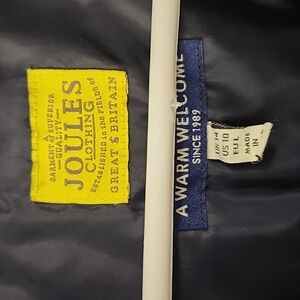 A
GARMENT of SUPERIOR
— QUALITY —
JOULES
CLOTHING
ESTABLISHED in the FIELDS of
GREAT & BRITAIN
A WARM WELCOME
SINCE 1989
UK 14
US 10
EU L
MADE
IN